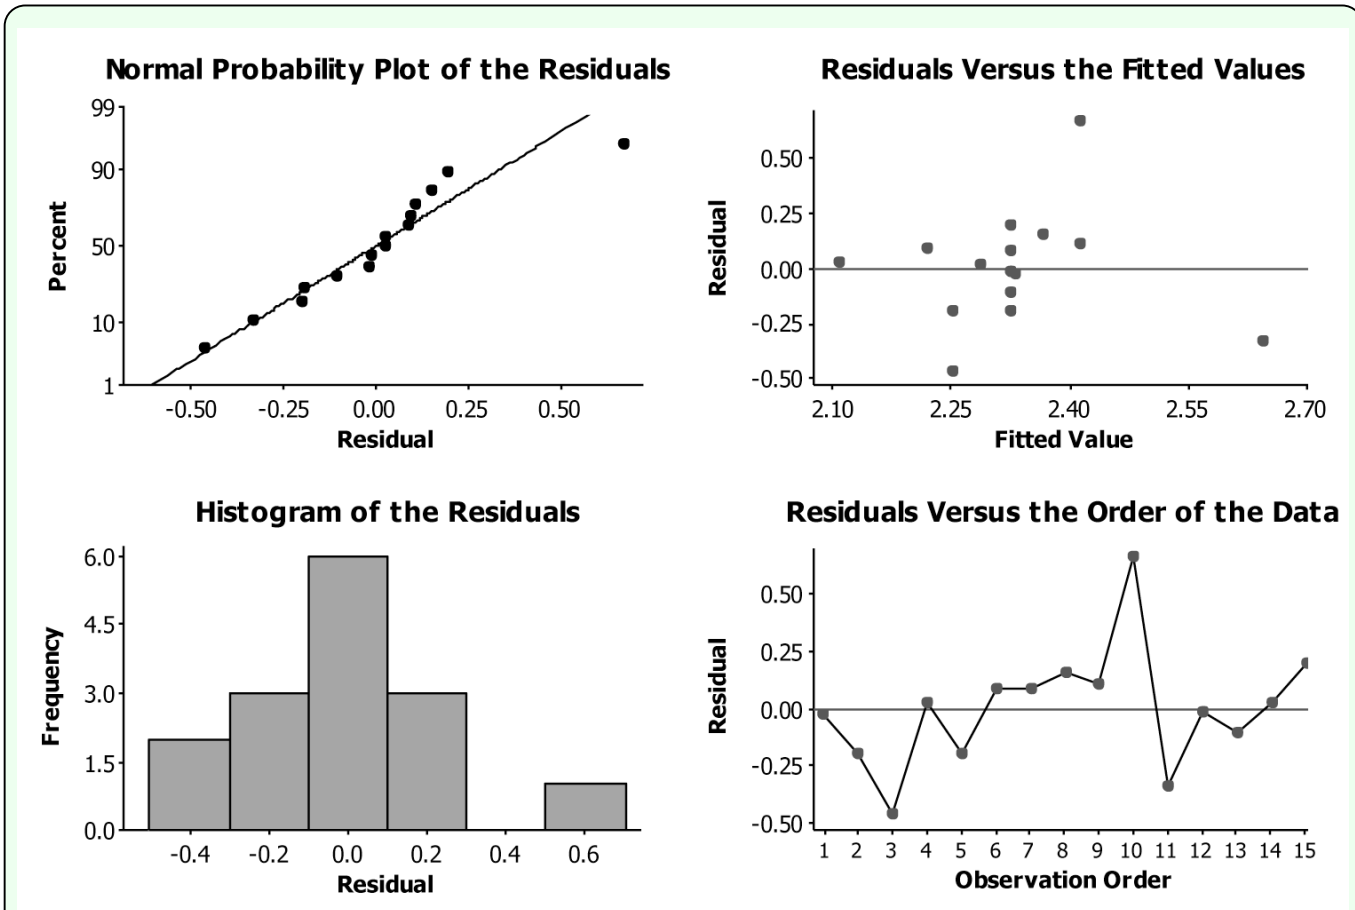 Normal Probability Plot of the Residuals
99
90
50
10
1
Percent
-0.50 -0.25 0.00 0.25 0.50
Residual
Residuals Versus the Fitted Values
0.50
0.25
0.00
-0.25
-0.50
Residual
2.10 2.25 2.40 2.55 2.70
Fitted Value
Histogram of the Residuals
6.0
4.5
3.0
1.5
0.0
Frequency
-0.4 -0.2 0.0 0.2 0.4 0.6
Residual
Residuals Versus the Order of the Data
0.50
0.25
0.00
-0.25
-0.50
Residual
1 2 3 4 5 6 7 8 9 10 11 12 13 14 15
Observation Order